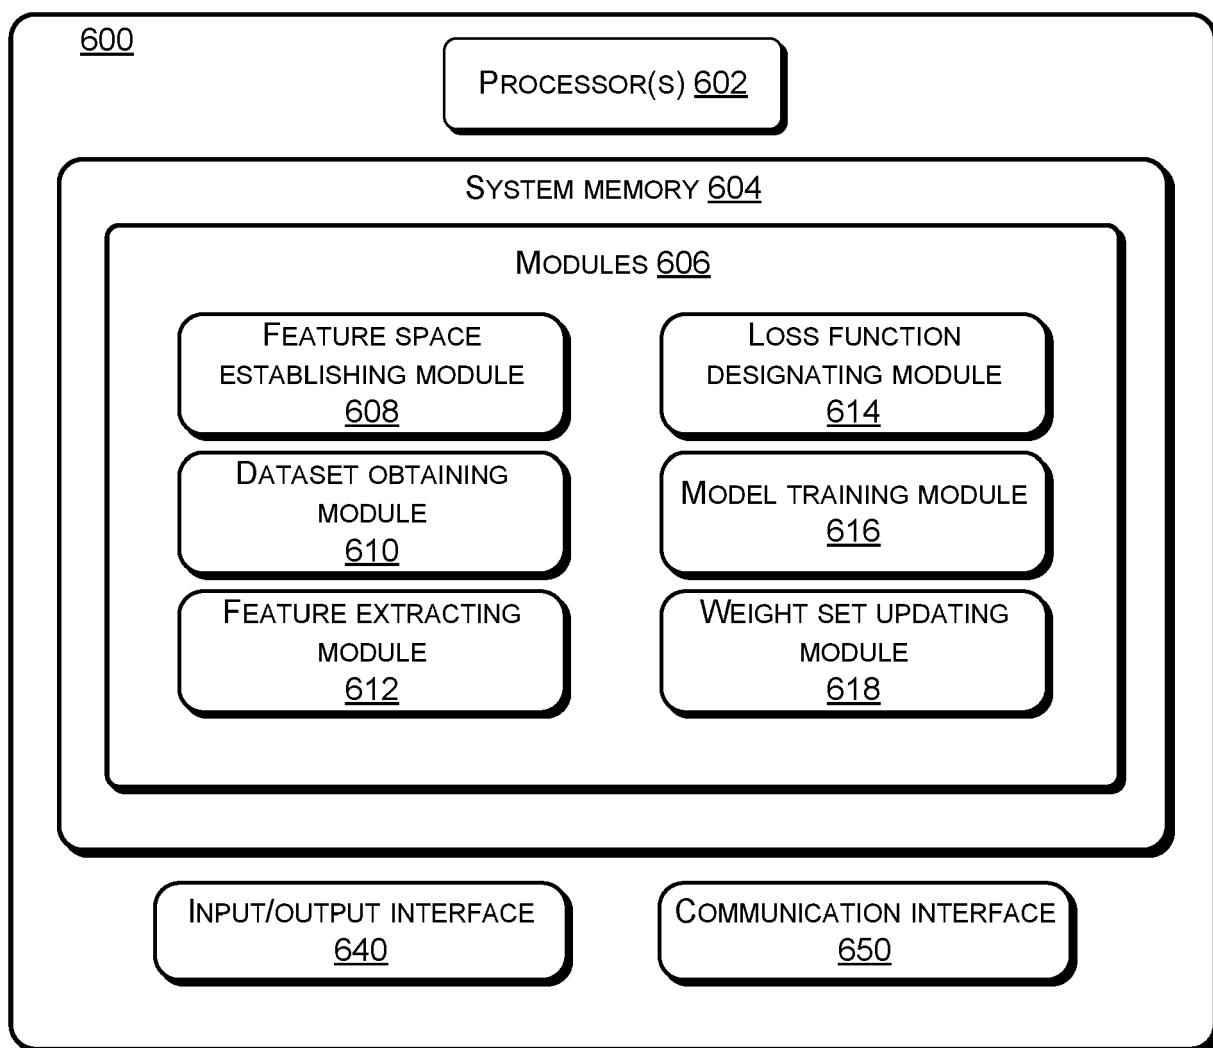 600
PROCESSOR(S) 602
SYSTEM MEMORY 604
MODULES 606
FEATURE SPACE
ESTABLISHING MODULE
608
LOSS FUNCTION
DESIGNATING MODULE
614
DATASET OBTAINING
MODULE
610
MODEL TRAINING MODULE
616
FEATURE EXTRACTING
MODULE
612
WEIGHT SET UPDATING
MODULE
618
INPUT/OUTPUT INTERFACE
640
COMMUNICATION INTERFACE
650